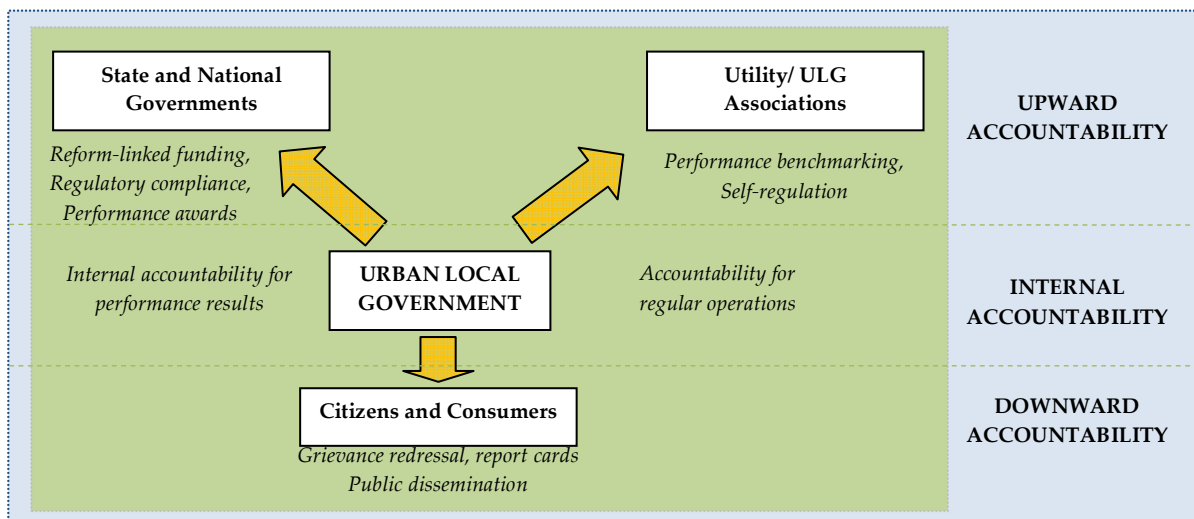 State and National
Governments
Utility/ ULG
Associations
UPWARD
ACCOUNTABILITY
Reform-linked funding,
Regulatory compliance,
Performance awards
Performance benchmarking,
Self-regulation
Internal accountability for
performance results
URBAN LOCAL
GOVERNMENT
Accountability for
regular operations
INTERNAL
ACCOUNTABILITY
Citizens and Consumers
Grievance redressal, report cards
Public dissemination
DOWNWARD
ACCOUNTABILITY